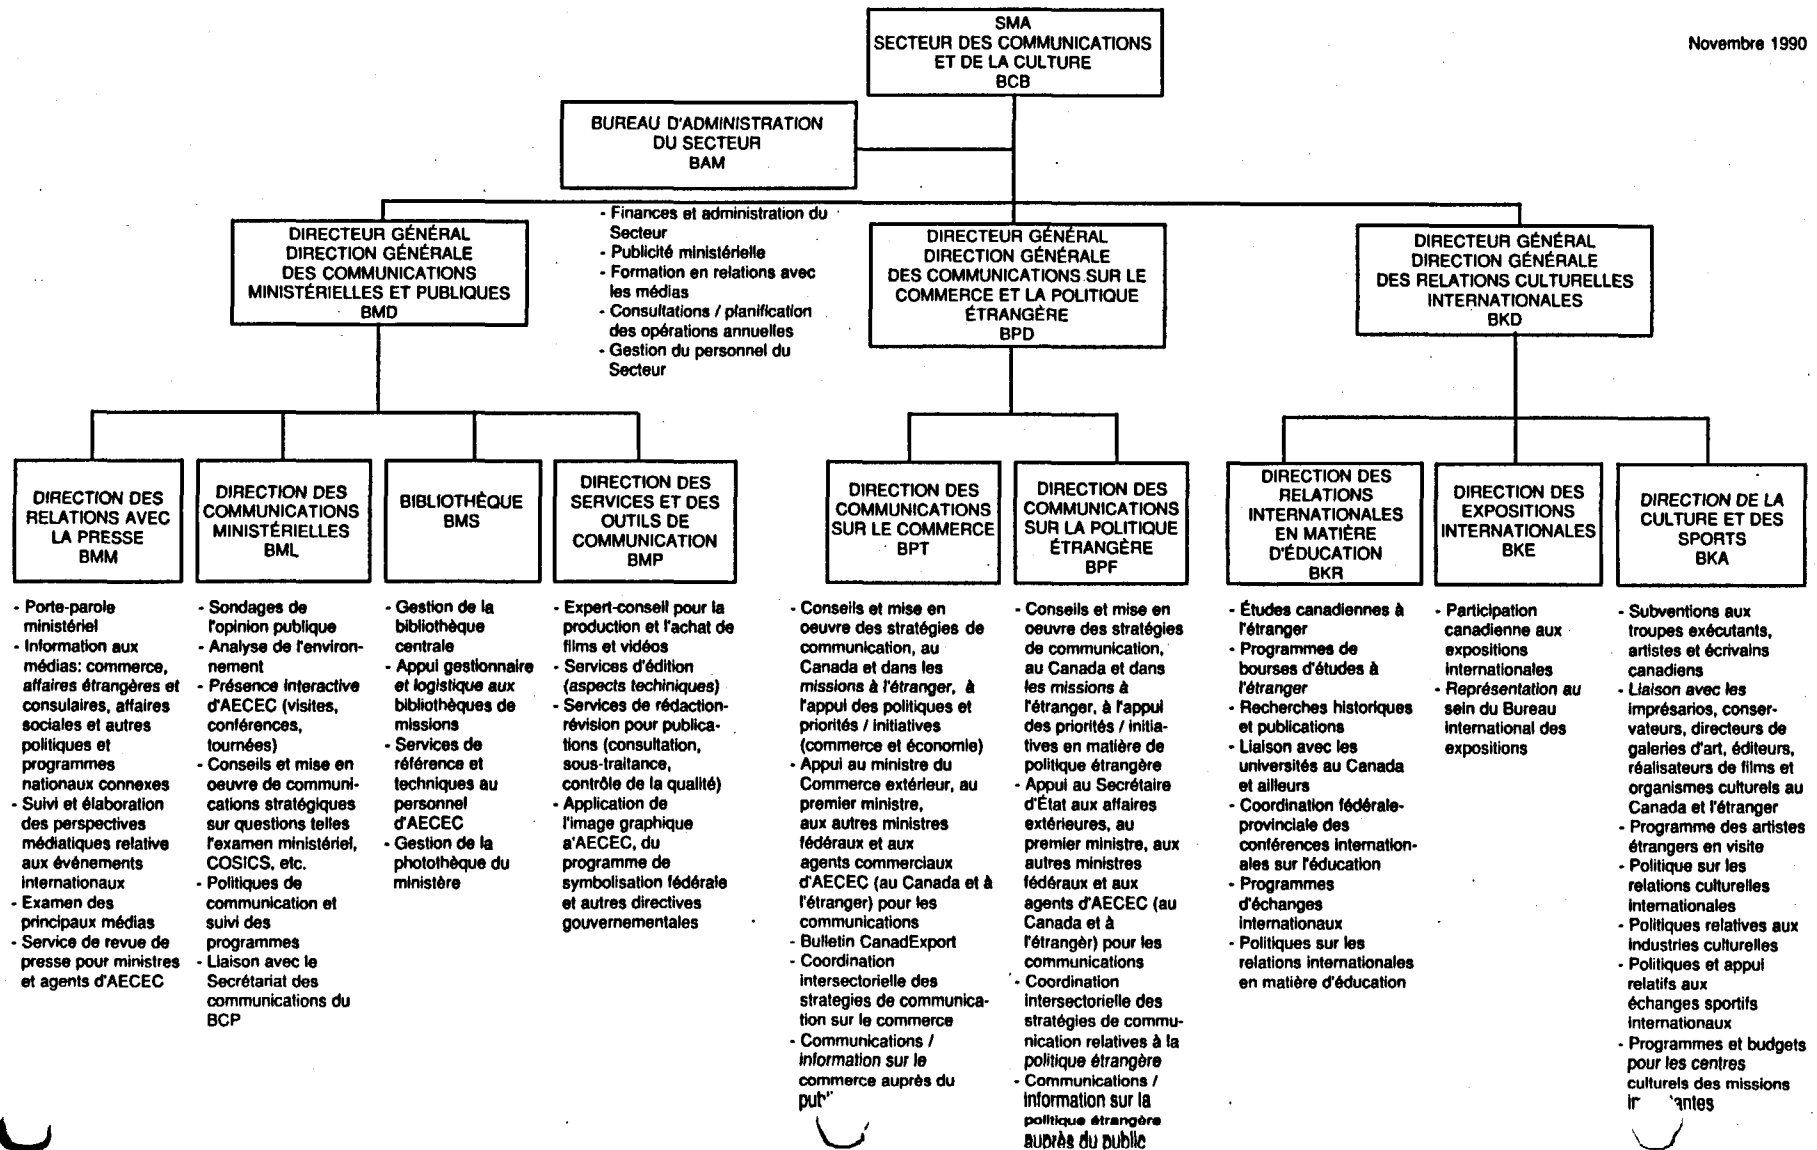 SMA
SECTEUR DES COMMUNICATIONS
ET DE LA CULTURE
BCB
Novembre 1990
BUREAU D'ADMINISTRATION
DU SECTEUR
BAM
- Finances et administration du
Secteur
- Publicité ministérielle
- Formation en relations avec
les médias
- Consultations / planification
des opérations annuelles
- Gestion du personnel du
Secteur
DIRECTEUR GÉNÉRAL
DIRECTION GÉNÉRALE
DES COMMUNICATIONS
MINISTÉRIELLES ET PUBLIQUES
BMD
DIRECTEUR GÉNÉRAL
DIRECTION GÉNÉRALE
DES COMMUNICATIONS SUR LE
COMMERCE ET LA POLITIQUE
ÉTRANGÈRE
BPD
DIRECTEUR GÉNÉRAL
DIRECTION GÉNÉRALE
DES RELATIONS CULTURELLES
INTERNATIONALES
BKD
DIRECTION DES
RELATIONS AVEC
LA PRESSE
BMM
- Porte-parole
ministériel
- Information aux
médias: commerce,
affaires étrangères et
consulaires, affaires
sociales et autres
politiques et
programmes
nationaux connexes
- Suivi et élaboration
des perspectives
médiatiques relative
aux événements
internationaux
- Examen des
principaux médias
- Service de revue de
presse pour ministres
et agents d'AECEC
DIRECTION DES
COMMUNICATIONS
MINISTÉRIELLES
BML
- Sondages de
l'opinion publique
- Analyse de l'environ-
nement
- Présence interactive
d'AECEC (visites,
conférences,
tournées)
- Conseils et mise en
oeuvre de communi-
cations stratégiques
sur questions telles
l'examen ministériel,
COSICS, etc.
- Politiques de
communication et
suivi des
programmes
- Liaison avec le
Secrétariat des
communications du
BCP
BIBLIOTHÈQUE
BMS
- Gestion de la
bibliothèque
centrale
- Appui gestionnaire
et logistique aux
bibliothèques de
missions
- Services de
référence et
techniques au
personnel
d'AECEC
- Gestion de la
photothèque du
ministère
DIRECTION DES
SERVICES ET DES
OUTILS DE
COMMUNICATION
BMP
- Expert-conseil pour la
production et l'achat de
films et vidéos
- Services d'édition
(aspects techiniques)
- Services de rédaction-
révision pour publica-
tions (consultation,
sous-traitance,
contrôle de la qualité)
- Application de
l'image graphique
a'AECEC, du
programme de
symbolisation fédérale
et autres directives
gouvernementales
DIRECTION DES
COMMUNICATIONS
SUR LE COMMERCE
BPT
- Conseils et mise en
oeuvre des stratégies de
communication, au
Canada et dans les
missions à l'étranger, à
l'appui des politiques et
priorités / initiatives
(commerce et économie)
- Appui au ministre du
Commerce extérieur, au
premier ministre,
aux autres ministres
fédéraux et aux
agents commerciaux
d'AECEC (au Canada et à
l'étranger) pour les
communications
- Bulletin CanadExport
- Coordination
intersectorielle des
strategies de communica-
tion sur le commerce
- Communications /
information sur le
commerce auprès du
DIRECTION DES
COMMUNICATIONS
SUR LA POLITIQUE
ÉTRANGÈRE
BPF
- Conseils et mise en
oeuvre des stratégies
de communication,
au Canada et dans
les missions à
l'étranger, à l'appui
des priorités / initia-
tives en matière de
politique étrangère
- Appui au Secrétaire
d'État aux affaires
extérieures, au
premier ministre, aux
autres ministres
fédéraux et aux
agents d'AECEC (au
Canada et à
l'étrangèr) pour les
communications
- Coordination
intersectorielle des
stratégies de commu-
nication relatives à la
politique étrangère
- Communications /
information sur la
politique étrangère
auprès du public
DIRECTION DES
RELATIONS
INTERNATIONALES
EN MATIÈRE
D'ÉDUCATION
BKR
- Études canadiennes à
l'étranger
- Programmes de
bourses d'études à
l'étranger
- Recherches historiques
et publications
- Liaison avec les
universités au Canada
et ailleurs
- Coordination fédérale-
provinciale des
conférences internation-
ales sur l'éducation
- Programmes
d'échanges
internationaux
- Politiques sur les
relations internationales
en matière d'éducation
DIRECTION DES
EXPOSITIONS
INTERNATIONALES
BKE
- Participation
canadienne aux
expositions
internationales
- Représentation au
sein du Bureau
international des
expositions
DIRECTION DE LA
CULTURE ET DES
SPORTS
BKA
- Subventions aux
troupes exécutants,
artistes et écrivains
canadiens
- Liaison avec les
imprésarios, conser-
vateurs, directeurs de
galeries d'art, éditeurs,
réalisateurs de films et
organismes culturels au
Canada et l'étranger
- Programme des artistes
étrangers en visite
- Politique sur les
relations culturelles
internationales
- Politiques relatives aux
industries culturelles
- Politiques et appui
relatifs aux
échanges sportifs
internationaux
- Programmes et budgets
pour les centres
culturels des missions